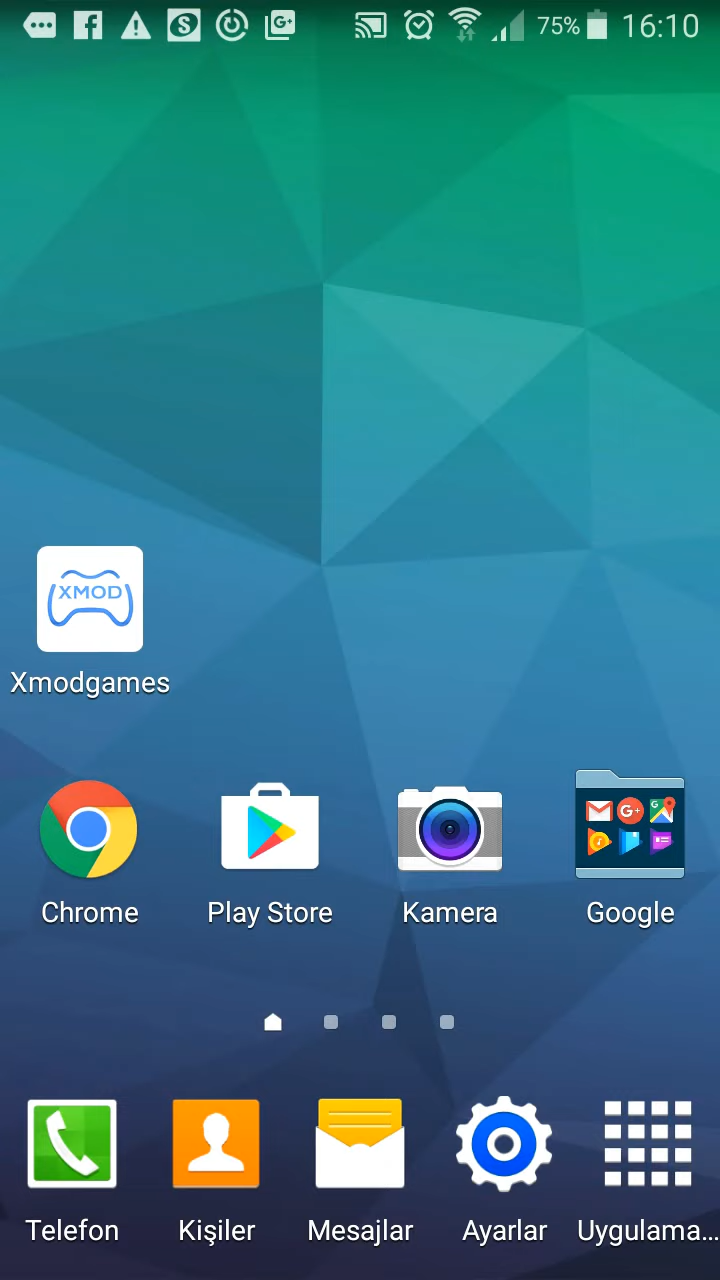 75% 16:10
XMOD
Xmodgames
Chrome Play Store Kamera Google
Telefon Kişiler Mesajlar Ayarlar Uygulama...